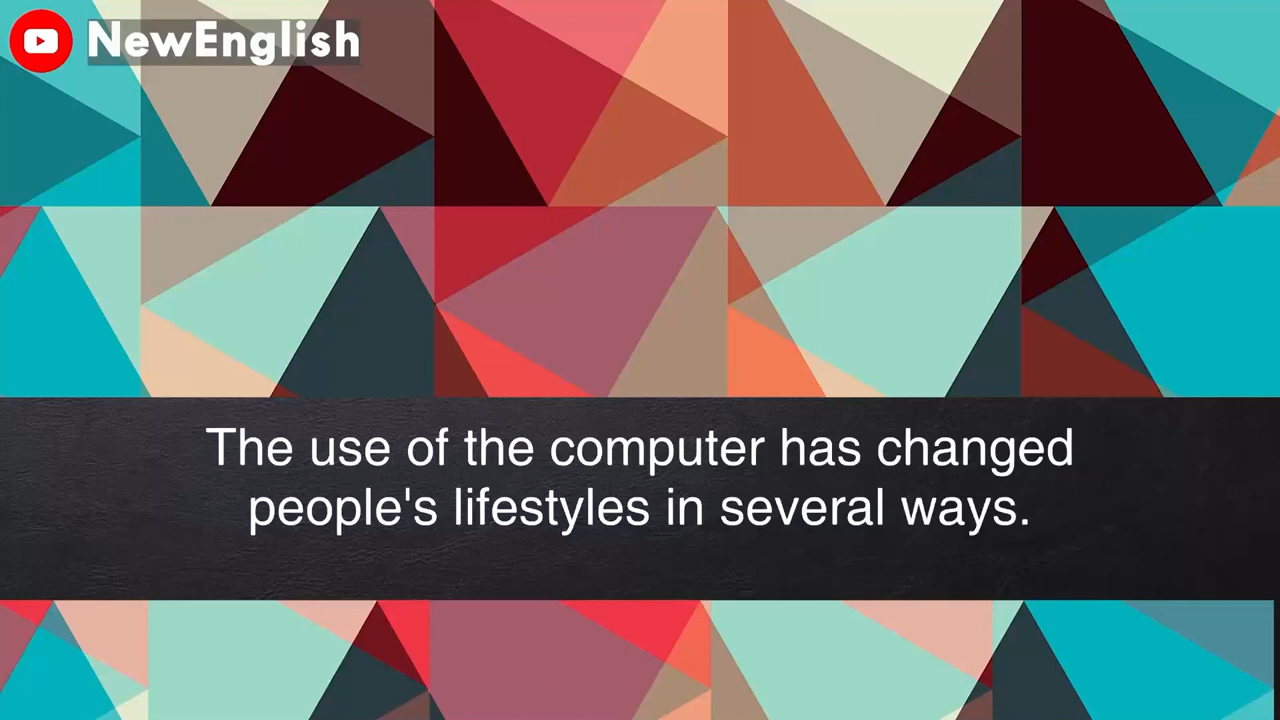 NewEnglish
The use of the computer has changed
people's lifestyles in several ways.